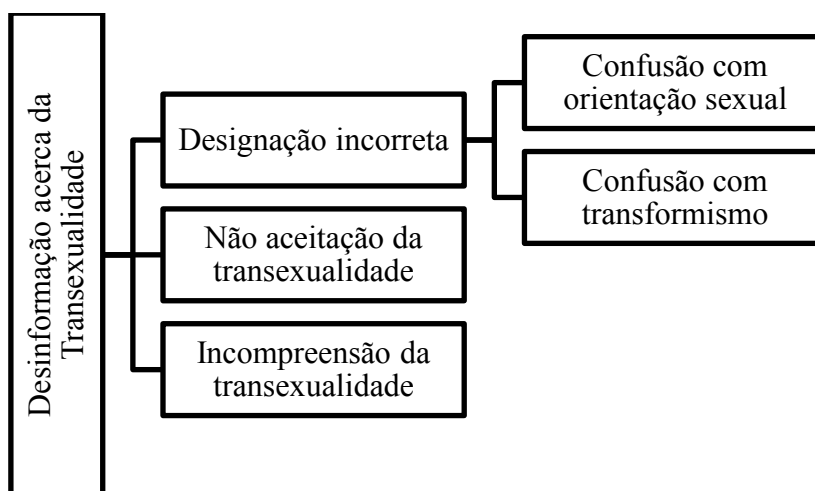 Desinformação acerca da
Transexualidade
Designação incorreta
Confusão com
orientação sexual
Confusão com
transformismo
Não aceitação da
transexualidade
Incompreensão da
transexualidade